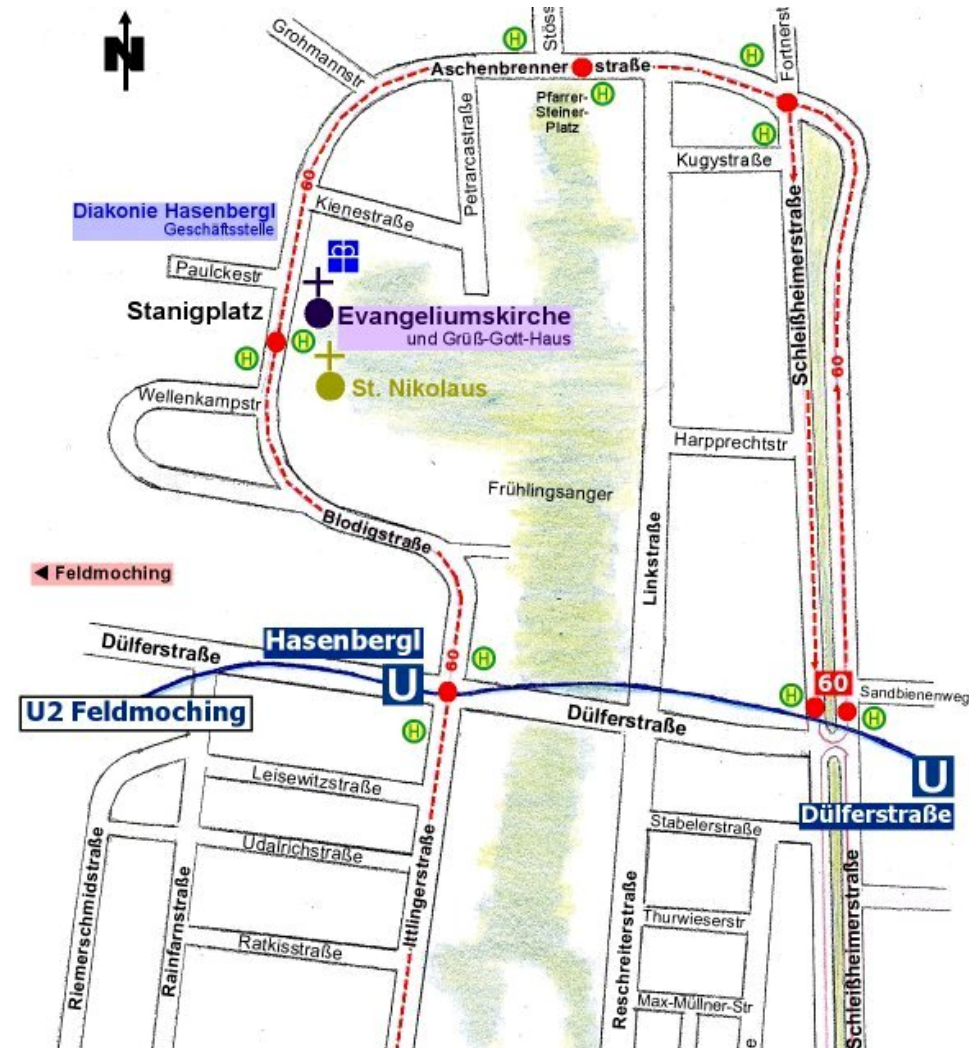 N
Grohmannstr
H
Stöss
H
Fortnerst
Aschenbrenner straße
Pfarrer-
Steiner-
Platz
H
H
Petrarcastraße
Kugystraße
60
Diakonie Hasenbergl
Geschäftsstelle
Kienestraße
Schleißheimerstraße
Paulckestr
Stanigplatz
Evangeliumskirche
und Grüß-Gott-Haus
H
H
60
Wellenkampstr
St. Nikolaus
Harpprechtstr
Frühlingsanger
Blodigstraße
Linkstraße
◄ Feldmoching
Dülferstraße
Hasenbergl
U
60
H
U2 Feldmoching
H
H
60
H
Sandbienenweg
Dülferstraße
U
Dülferstraße
Leisewitzstraße
Udalrichstraße
Ratkisstraße
Riemerschmidstraße
Rainfarnstraße
Ittlingerstraße
Reschreiterstraße
Stabelerstraße
Thurwieserstr
Max-Müllner-Str
Schleißheimerstraße